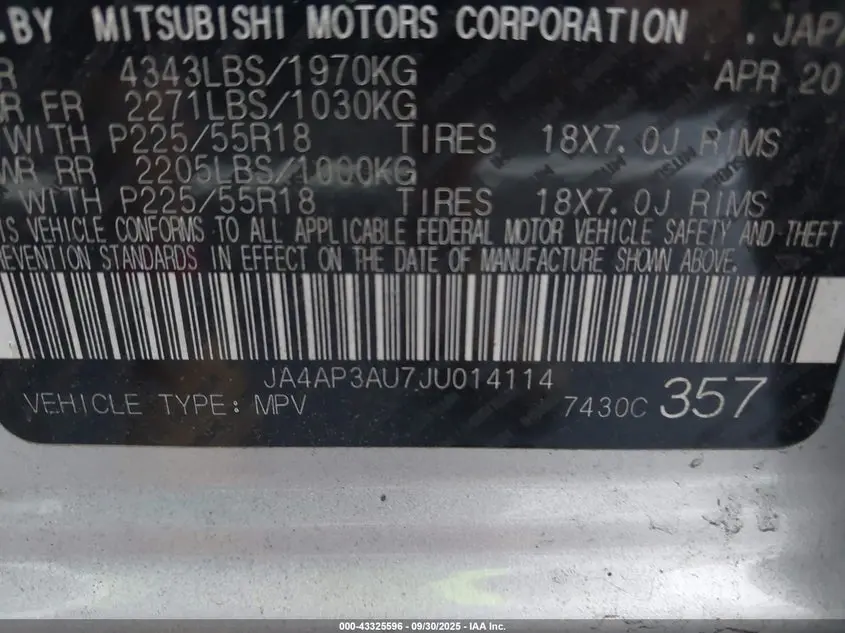 .BY MITSUBISHI MOTORS CORPORATION . JAPA
R 4343LBS/1970KG APR 20
R FR 2271LBS/1030KG
WITH P225/55R18 TIRES 18X7.0J RIMS
WR RR 2205LBS/1000KG
WITH P225/55R18 TIRES 18X7.0J RIMS
IS VEHICLE CONFORMS TO ALL APPLICABLE FEDERAL MOTOR VEHICLE SAFETY AND THEFT
REVENTION STANDARDS IN EFFECT ON THE DATE OF MANUFACTURE SHOWN ABOVE.
JA4AP3AU7JU014114
VEHICLE TYPE: MPV 7430C 357
000-43325596 - 09/30/2025 - IAA Inc.